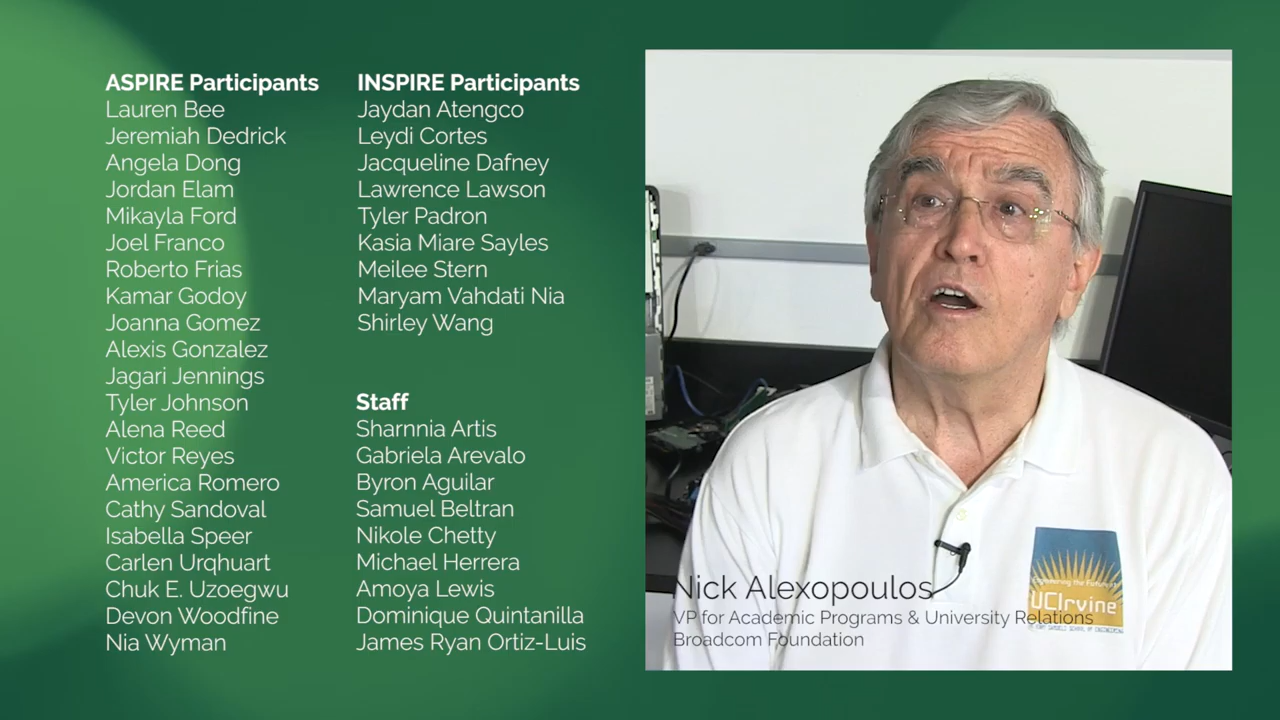 ASPIRE Participants
Lauren Bee
Jeremiah Dedrick
Angela Dong
Jordan Elam
Mikayla Ford
Joel Franco
Roberto Frias
Kamar Godoy
Joanna Gomez
Alexis Gonzalez
Jagari Jennings
Tyler Johnson
Alena Reed
Victor Reyes
America Romero
Cathy Sandoval
Isabella Speer
Carlen Urqhuart
Chuk E. Uzoegwu
Devon Woodfine
Nia Wyman
INSPIRE Participants
Jaydan Atengco
Leydi Cortes
Jacqueline Dafney
Lawrence Lawson
Tyler Padron
Kasia Miare Sayles
Meilee Stern
Maryam Vahdati Nia
Shirley Wang
Staff
Sharnnia Artis
Gabriela Arevalo
Byron Aguilar
Samuel Beltran
Nikole Chetty
Michael Herrera
Amoya Lewis
Dominique Quintanilla
James Ryan Ortiz-Luis
Nick Alexopoulos
VP for Academic Programs & University Relations
Broadcom Foundation
Engineering the Future
UCIrvine